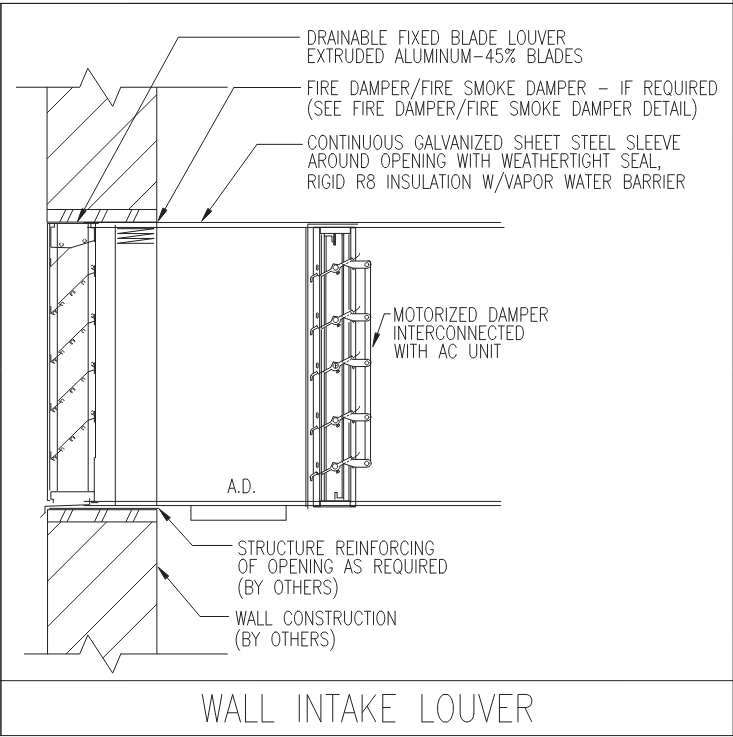 DRAINABLE FIXED BLADE LOUVER
EXTRUDED ALUMINUM-45% BLADES
FIRE DAMPER/FIRE SMOKE DAMPER - IF REQUIRED
(SEE FIRE DAMPER/FIRE SMOKE DAMPER DETAIL)
CONTINUOUS GALVANIZED SHEET STEEL SLEEVE
AROUND OPENING WITH WEATHERTIGHT SEAL,
RIGID R8 INSULATION W/VAPOR WATER BARRIER
MOTORIZED DAMPER
INTERCONNECTED
WITH AC UNIT
A.D.
STRUCTURE REINFORCING
OF OPENING AS REQUIRED
(BY OTHERS)
WALL CONSTRUCTION
(BY OTHERS)
WALL INTAKE LOUVER